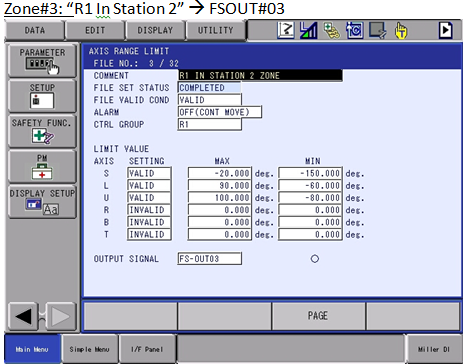 Zone#3: “R1 In Station 2” → FSOUT#03
DATA EDIT DISPLAY UTILITY
PARAMETER
SETUP
SAFETY FUNC.
PM
DISPLAY SETUP
AXIS RANGE LIMIT
FILE NO.: 3 / 32
COMMENT R1 IN STATION 2 ZONE
FILE SET STATUS COMPLETED
FILE VALID COND VALID
ALARM OFF(CONT MOVE)
CTRL GROUP R1
LIMIT VALUE
AXIS SETTING MAX MIN
S VALID -20.000 deg. -150.000 deg.
L VALID 90.000 deg. -60.000 deg.
U VALID 100.000 deg. -80.000 deg.
R INVALID 0.000 deg. 0.000 deg.
B INVALID 0.000 deg. 0.000 deg.
T INVALID 0.000 deg. 0.000 deg.
OUTPUT SIGNAL FS-OUT03
PAGE
Main Menu Simple Menu I/F Panel Miller DI